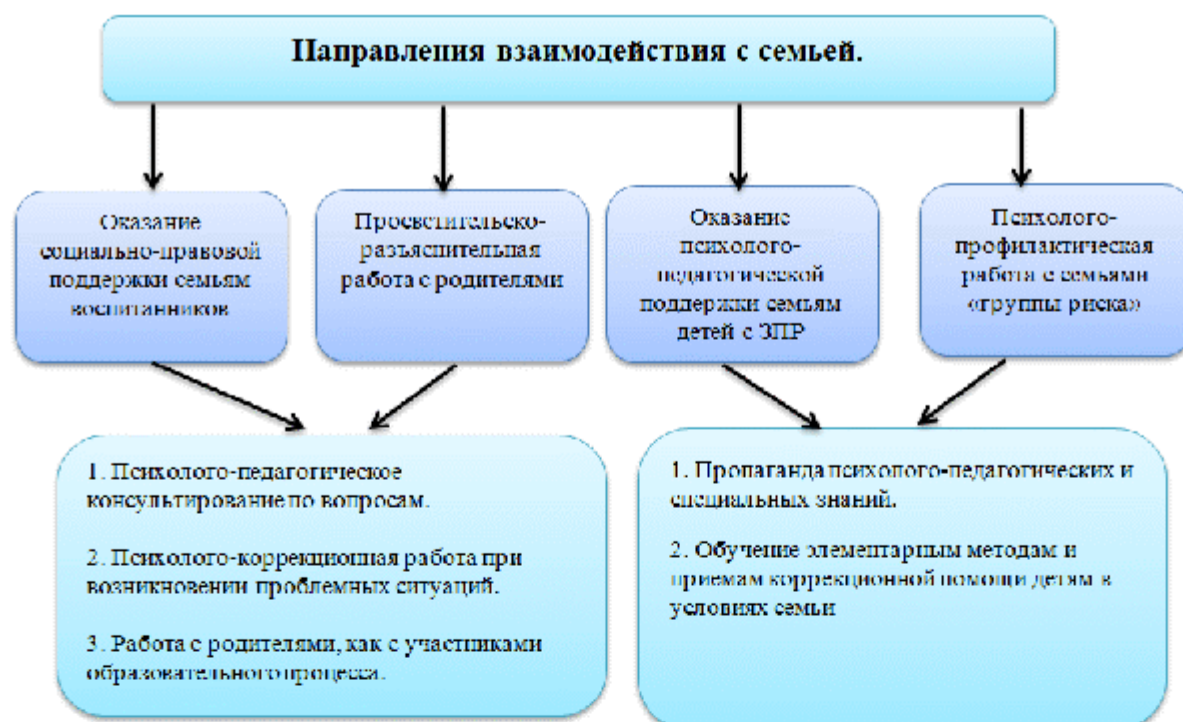 Направления взаимодействия с семьей.
Оказание
социально-правовой
поддержки семьям
воспитанников
Просветительско-
разъяснительная
работа с родителями
Оказание
психолого-
педагогической
поддержки семьям
детей с ЗПР
Психолого-
профилактическая
работа с семьями
«группы риска»
1. Психолого-педагогическое
консультирование по вопросам.
2. Психолого-коррекционная работа при
возникновении проблемных ситуаций.
3. Работа с родителями, как с участниками
образовательного процесса.
1. Пропаганда психолого-педагогических и
специальных знаний.
2. Обучение элементарным методам и
приемам коррекционной помощи детям в
условиях семьи